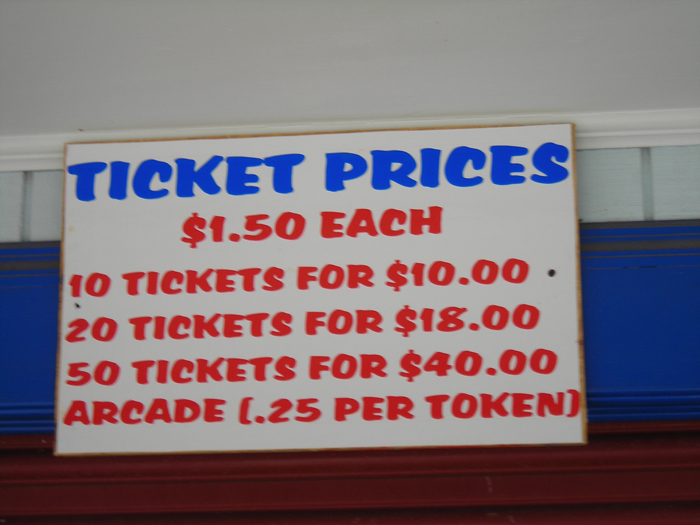 TICKET PRICES
$1.50 EACH
10 TICKETS FOR $10.00
20 TICKETS FOR $18.00
50 TICKETS FOR $40.00
ARCADE (.25 PER TOKEN)